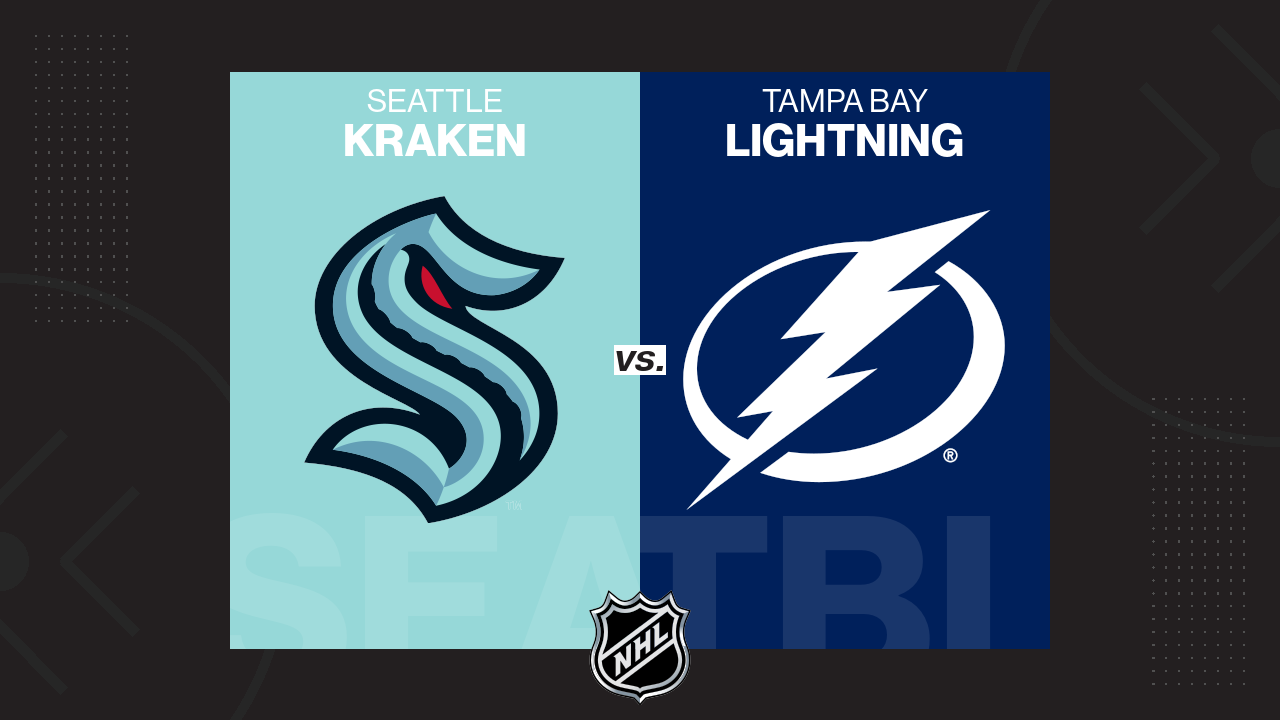 SEATTLE
KRAKEN
TAMPA BAY
LIGHTNING
vs.
®
SEA
TBL
NHL